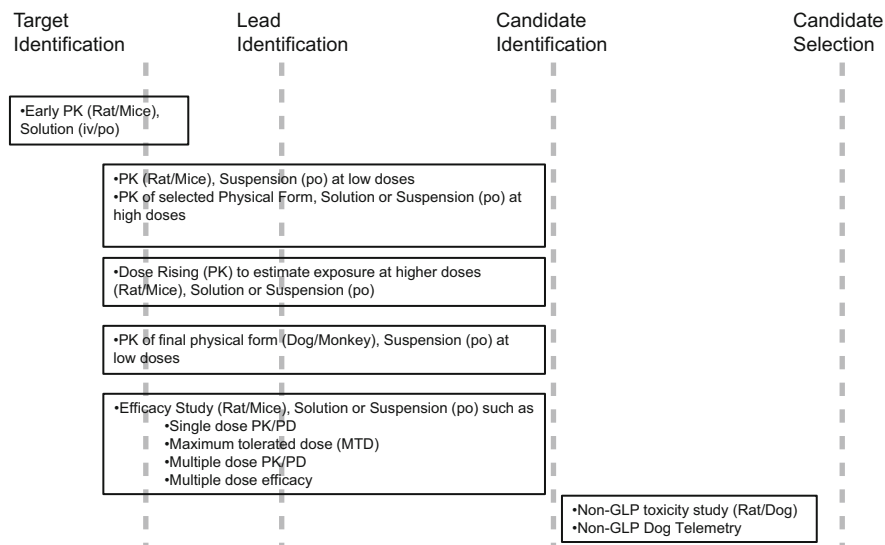 Target
Identification
Lead
Identification
Candidate
Identification
Candidate
Selection
•Early PK (Rat/Mice),
Solution (iv/po)
•PK (Rat/Mice), Suspension (po) at low doses
•PK of selected Physical Form, Solution or Suspension (po) at
high doses
•Dose Rising (PK) to estimate exposure at higher doses
(Rat/Mice), Solution or Suspension (po)
•PK of final physical form (Dog/Monkey), Suspension (po) at
low doses
•Efficacy Study (Rat/Mice), Solution or Suspension (po) such as
•Single dose PK/PD
•Maximum tolerated dose (MTD)
•Multiple dose PK/PD
•Multiple dose efficacy
•Non-GLP toxicity study (Rat/Dog)
•Non-GLP Dog Telemetry